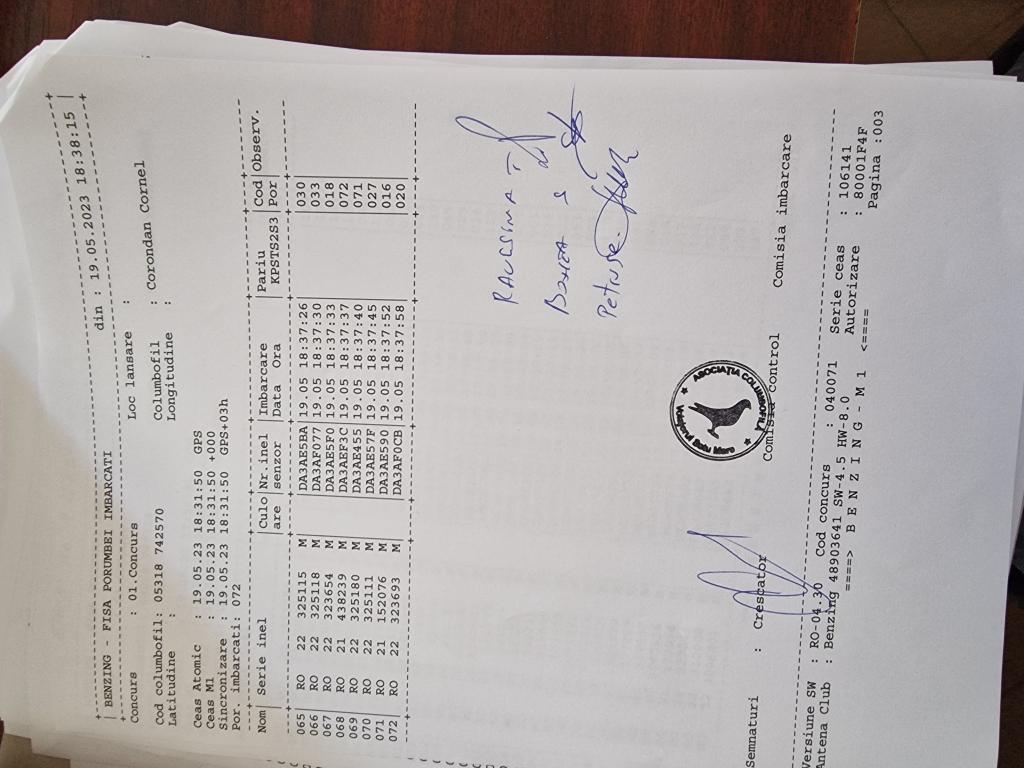 BENZING - FISA PORUMBEI IMBARCATI din : 19.05.2023 18:38:15
Concurs : 01.Concurs Loc lansare :
Cod columbofil: 05318 742570 Columbofil : Corondan Cornel
Latitudine : Longitudine :
Ceas Atomic : 19.05.23 18:31:50 GPS
Ceas M1 : 19.05.23 18:31:50 +000
Sincronizare : 19.05.23 18:31:50 GPS+03h
Por. imbarcati: 072
Nom| Serie inel |Culo|Nr.inel |Imbarcare |Pariu |Cod|Observ.
are |senzor |Data Ora |KPSTS2S3|Por|
065 RO 22 325115 M |DA3AE5BA|19.05 18:37:26| |030|
066 RO 22 325118 M |DA3AF077|19.05 18:37:30| |033|
067 RO 22 323654 M |DA3AE5F0|19.05 18:37:33| |018|
068 RO 21 438239 M |DA3AEF3C|19.05 18:37:37| |072|
069 RO 22 325180 M |DA3AE455|19.05 18:37:40| |071|
070 RO 22 325111 M |DA3AE57F|19.05 18:37:45| |027|
071 RO 21 152076 M |DA3AE590|19.05 18:37:52| |016|
072 RO 22 323693 M |DA3AF0CB|19.05 18:37:58| |020|
Petruse
ASOCIAȚIA COLUMBOFILĂ
Satu Mare
Semnaturi : Crescator Comisia control Comisia imbarcare
Versiune SW : RO-04.30 Cod concurs : 040071 Serie ceas : 106141
Antena Club : Benzing 48903641 SW-4.5 HW-8.0 Autorizare : 80001F4F
====> B E N Z I N G - M 1 <==== Pagina :003